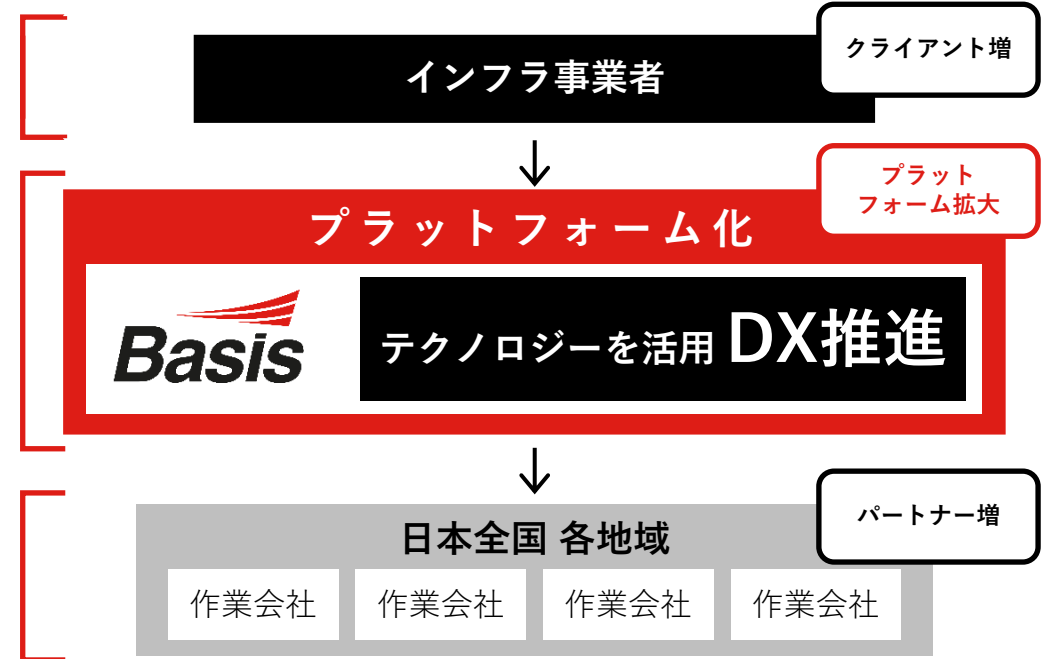 クライアント増
インフラ事業者
プラット
フォーム拡大
プラットフォーム化
Basis
テクノロジーを活用 DX推進
パートナー増
日本全国 各地域
作業会社 作業会社 作業会社 作業会社